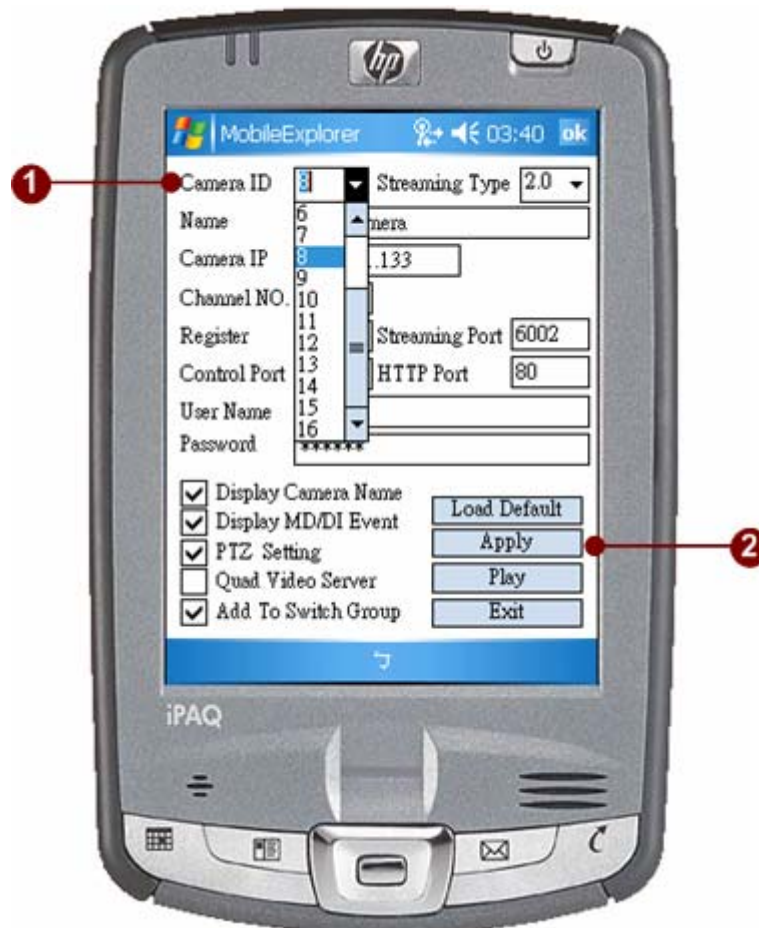 hp
MobileExplorer 03:40 ok
1 Camera ID 8 Streaming Type 2.0
Name mera
6
7
8
9
10
11
12
13
14
15
16
Camera IP .133
Channel NO.
Register Streaming Port 6002
Control Port HTTP Port 80
User Name
Password ******
Display Camera Name
Display MD/DI Event
PTZ Setting
Quad Video Server
Add To Switch Group
Load Default
Apply 2
Play
Exit
iPAQ